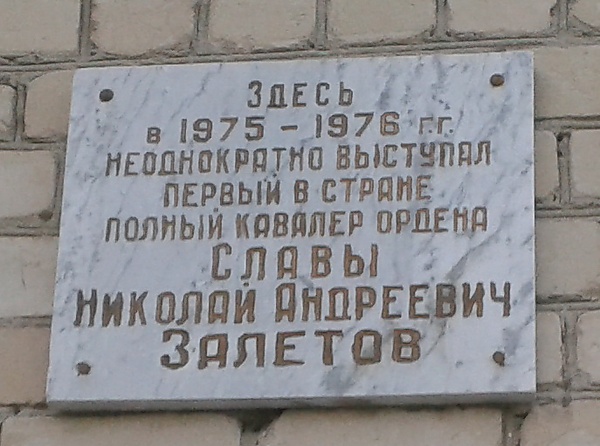 ЗДЕСЬ
В 1975 – 1976 Г.Г.
НЕОДНОКРАТНО ВЫСТУПАЛ
ПЕРВЫЙ В СТРАНЕ
ПОЛНЫЙ КАВАЛЕР ОРДЕНА
СЛАВЫ
НИКОЛАЙ АНДРЕЕВИЧ
ЗАЛЕТОВ